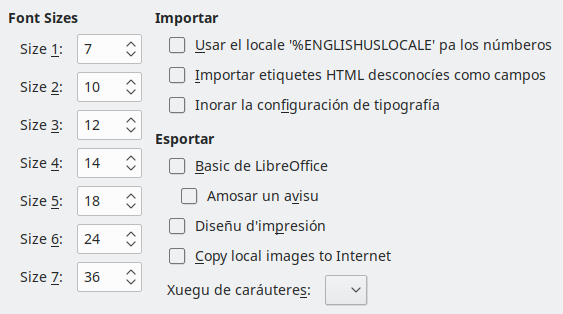 Font Sizes
Size 1: 7
Size 2: 10
Size 3: 12
Size 4: 14
Size 5: 18
Size 6: 24
Size 7: 36
Importar
Usar el locale '%ENGLISHUSLOCALE' pa los númberos
Importar etiquetes HTML desconocíes como campos
Inorar la configuración de tipografía
Esportar
Basic de LibreOffice
Amosar un avisu
Diseñu d'impresión
Copy local images to Internet
Xuegu de caráuteres: